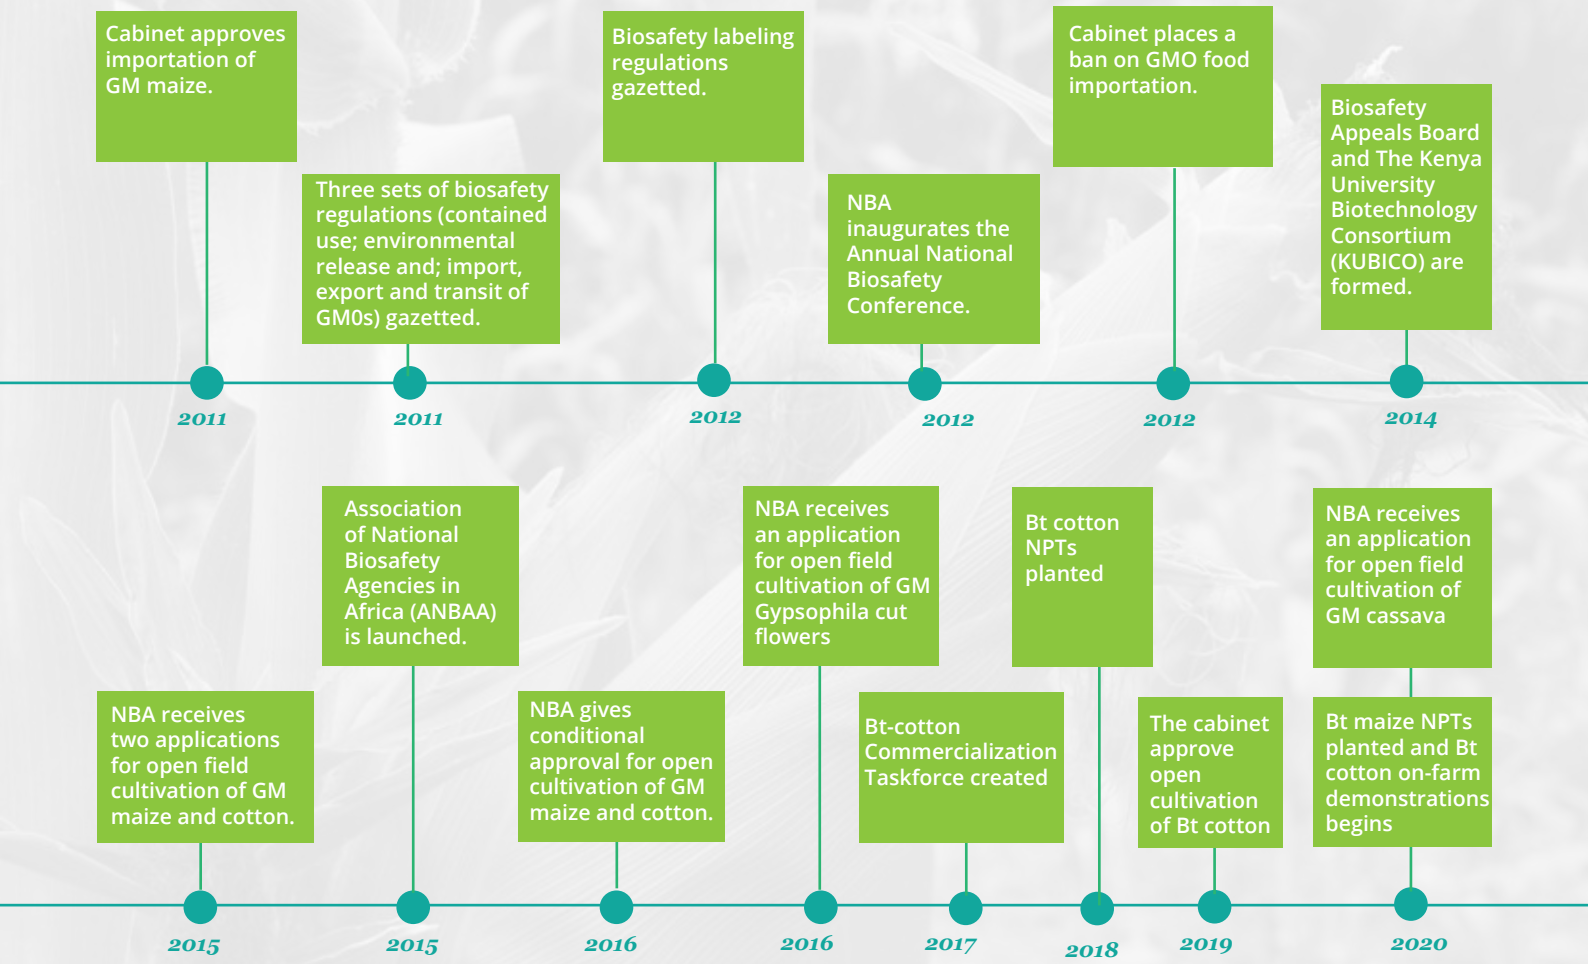 Cabinet approves
importation of
GM maize.
2011
Three sets of biosafety
regulations (contained
use; environmental
release and; import,
export and transit of
GM0s) gazetted.
2011
Biosafety labeling
regulations
gazetted.
2012
NBA
inaugurates the
Annual National
Biosafety
Conference.
2012
Cabinet places a
ban on GMO food
importation.
2012
Biosafety
Appeals Board
and The Kenya
University
Biotechnology
Consortium
(KUBICO) are
formed.
2014
NBA receives
two applications
for open field
cultivation of GM
maize and cotton.
2015
Association
of National
Biosafety
Agencies in
Africa (ANBAA)
is launched.
2015
NBA gives
conditional
approval for open
cultivation of GM
maize and cotton.
2016
NBA receives
an application
for open field
cultivation of GM
Gypsophila cut
flowers
2016
Bt-cotton
Commercialization
Taskforce created
2017
Bt cotton
NPTs
planted
2018
The cabinet
approve
open
cultivation
of Bt cotton
2019
NBA receives
an application
for open field
cultivation of
GM cassava
Bt maize NPTs
planted and Bt
cotton on-farm
demonstrations
begins
2020